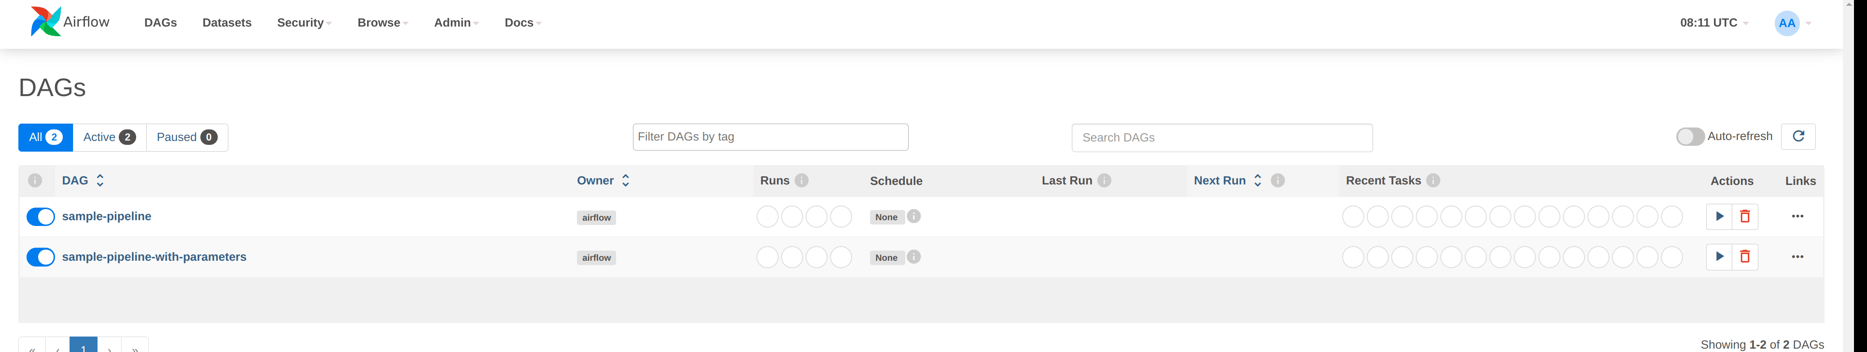 Airflow DAGs Datasets Security Browse Admin Docs 08:11 UTC AA
DAGs
All 2 Active 2 Paused 0 Filter DAGs by tag Search DAGs Auto-refresh
DAG Owner Runs Schedule Last Run Next Run Recent Tasks Actions Links
sample-pipeline airflow None
sample-pipeline-with-parameters airflow None
« ‹ 1 › »
Showing 1-2 of 2 DAGs